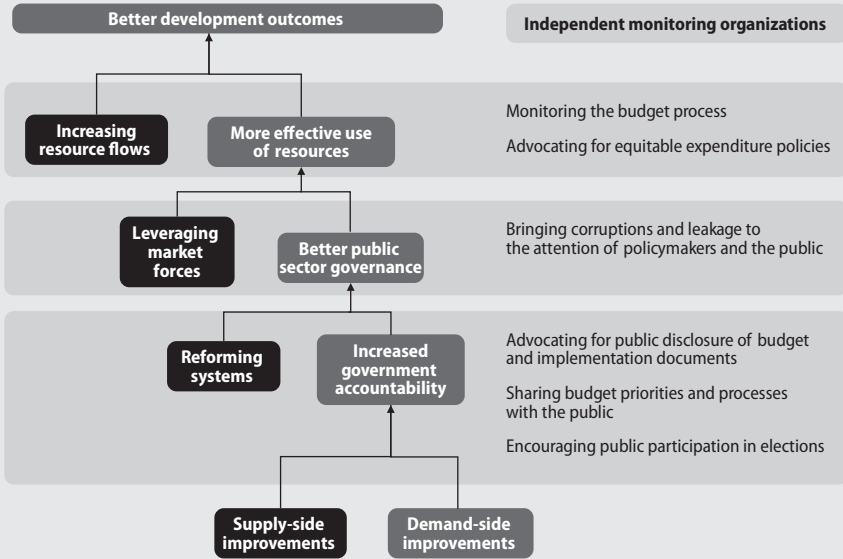 Better development outcomes
Independent monitoring organizations
Increasing
resource flows
More effective use
of resources
Monitoring the budget process
Advocating for equitable expenditure policies
Leveraging
market
forces
Better public
sector governance
Bringing corruptions and leakage to
the attention of policymakers and the public
Reforming
systems
Increased
government
accountability
Advocating for public disclosure of budget
and implementation documents
Sharing budget priorities and processes
with the public
Encouraging public participation in elections
Supply-side
improvements
Demand-side
improvements